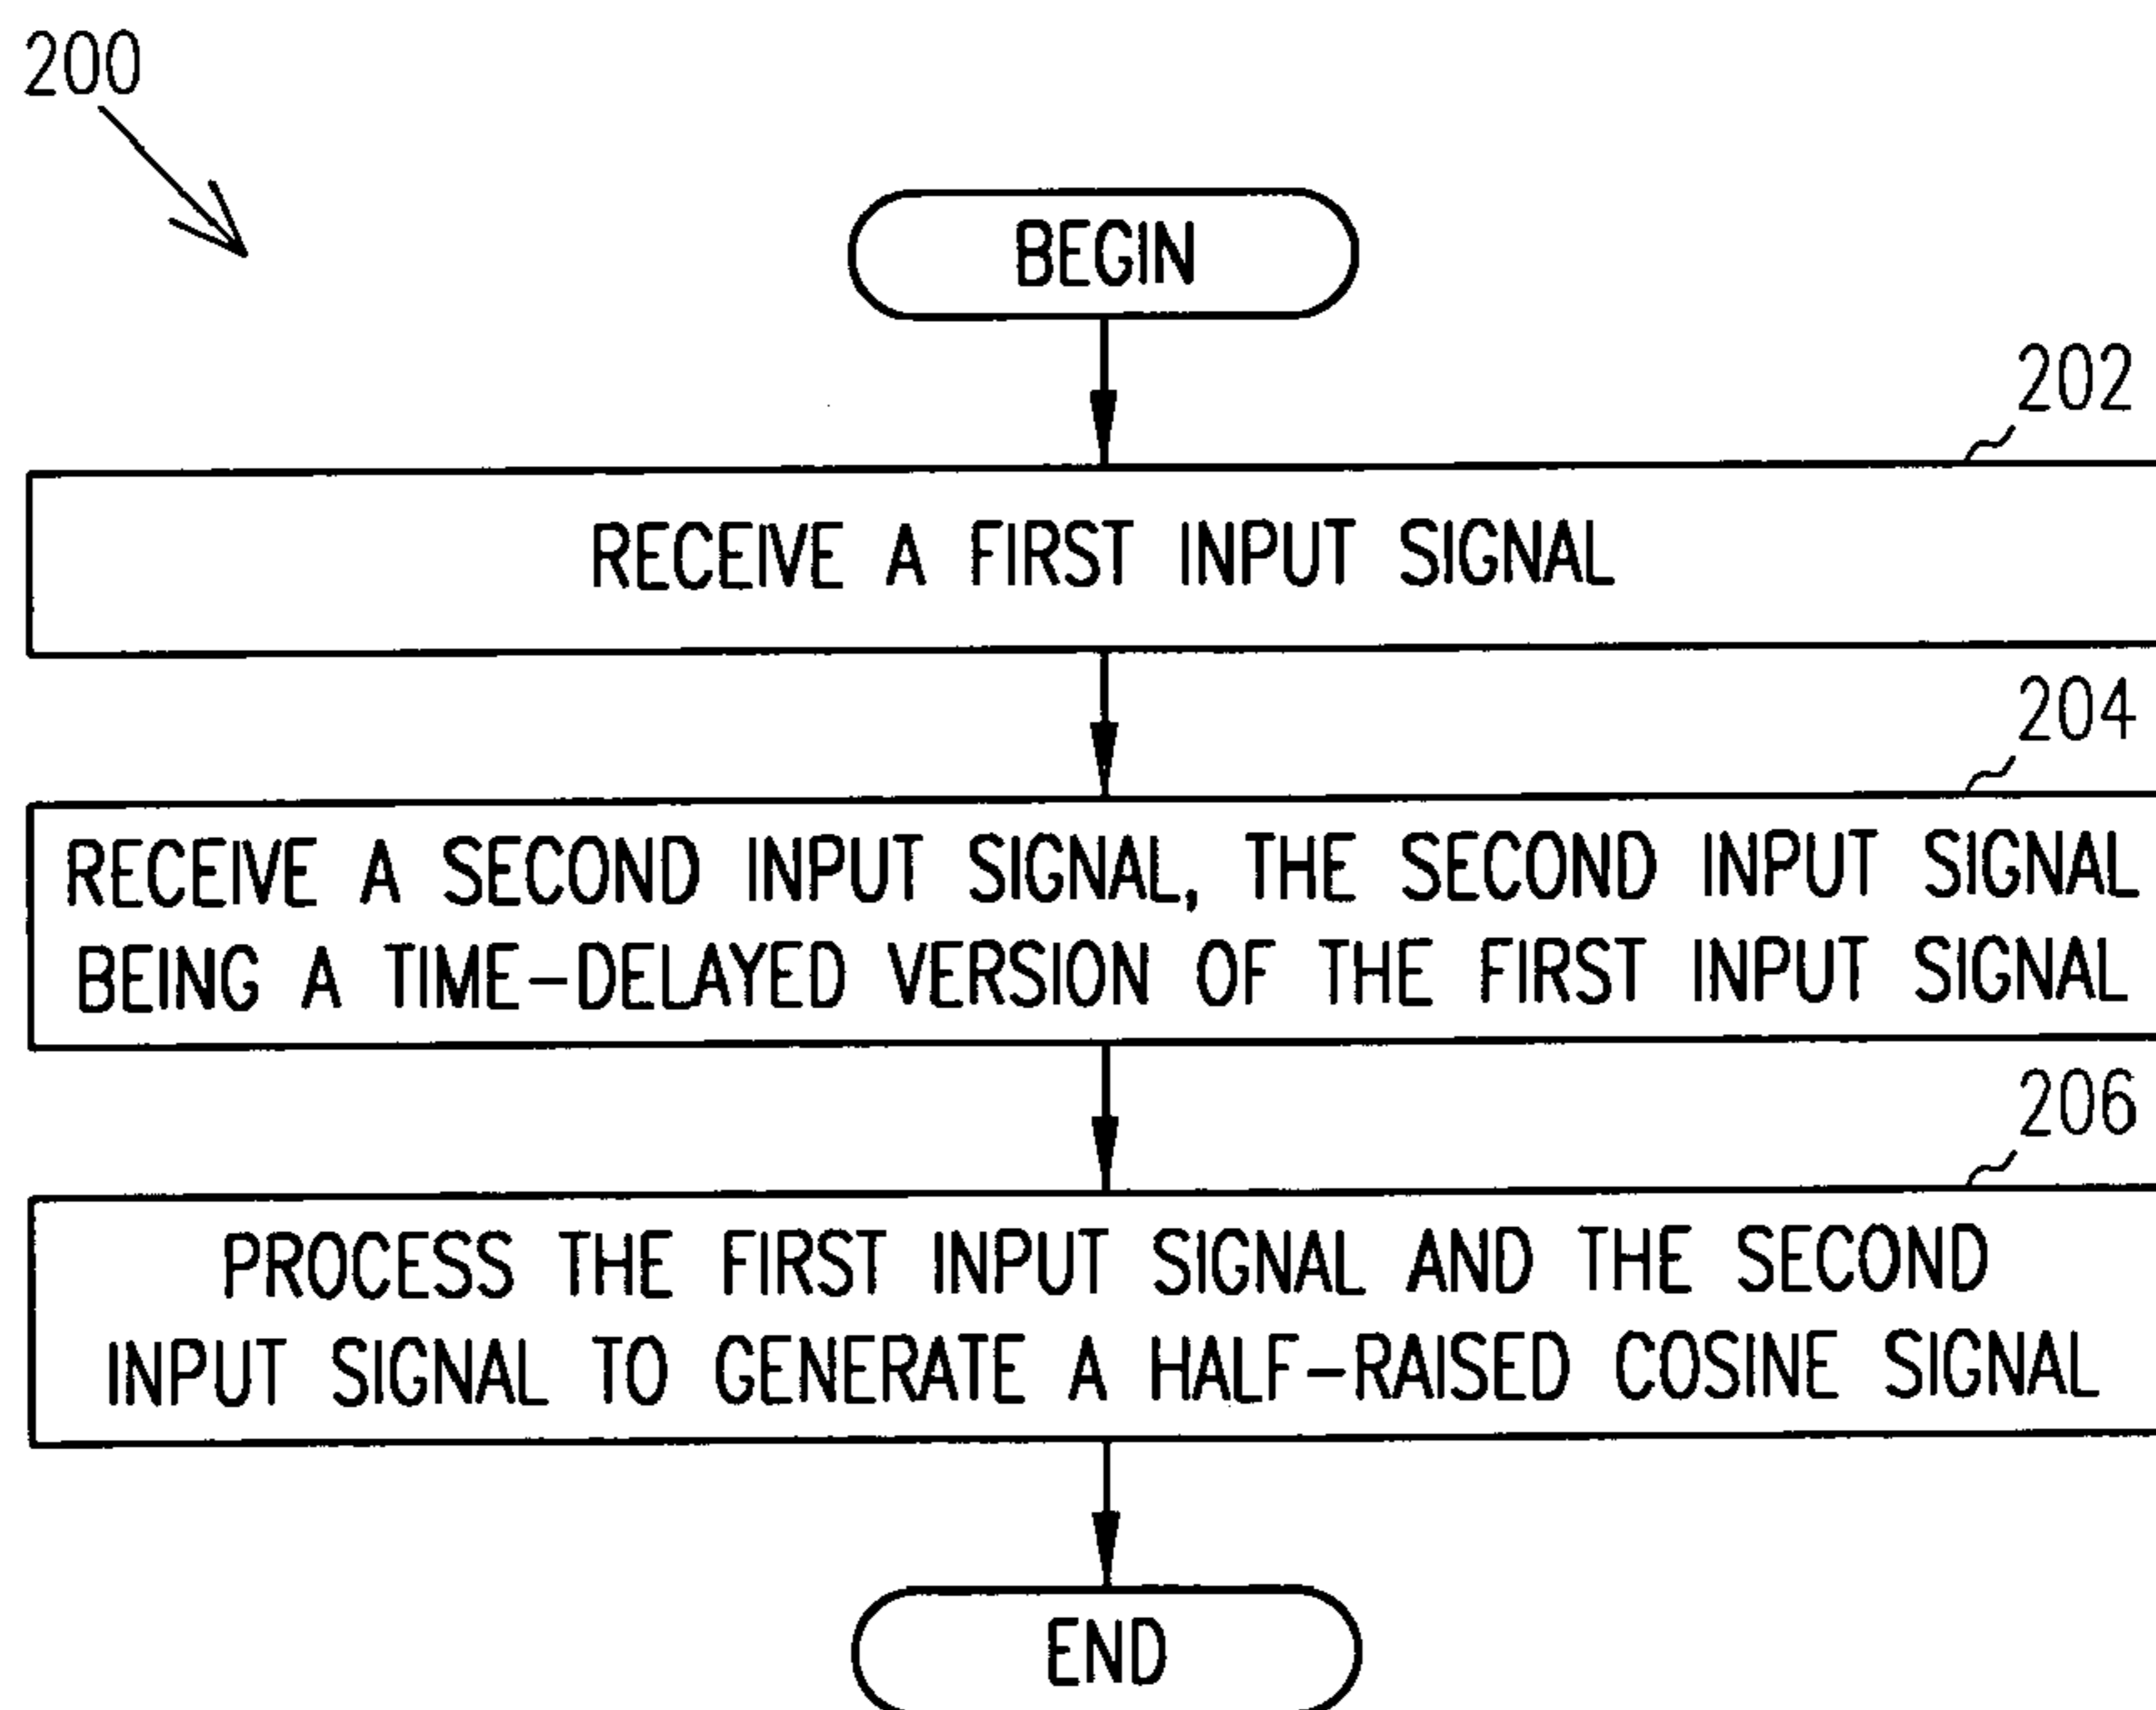 200
BEGIN
202
RECEIVE A FIRST INPUT SIGNAL
204
RECEIVE A SECOND INPUT SIGNAL, THE SECOND INPUT SIGNAL
BEING A TIME-DELAYED VERSION OF THE FIRST INPUT SIGNAL
206
PROCESS THE FIRST INPUT SIGNAL AND THE SECOND
INPUT SIGNAL TO GENERATE A HALF-RAISED COSINE SIGNAL
END